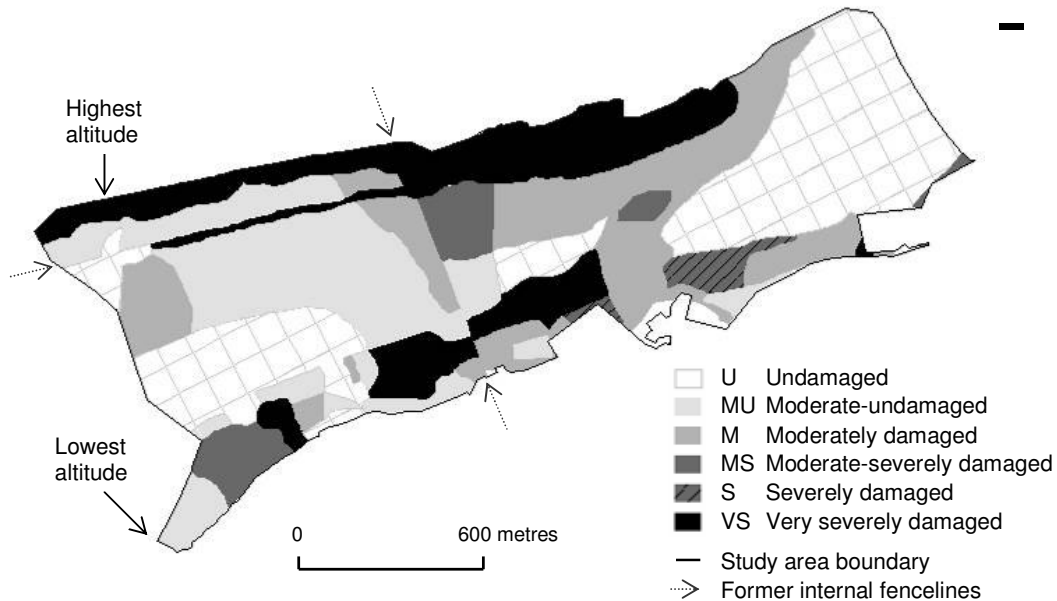 Highest
altitude
Lowest
altitude
0 600 metres
U Undamaged
MU Moderate-undamaged
M Moderately damaged
MS Moderate-severely damaged
S Severely damaged
VS Very severely damaged
Study area boundary
Former internal fencelines